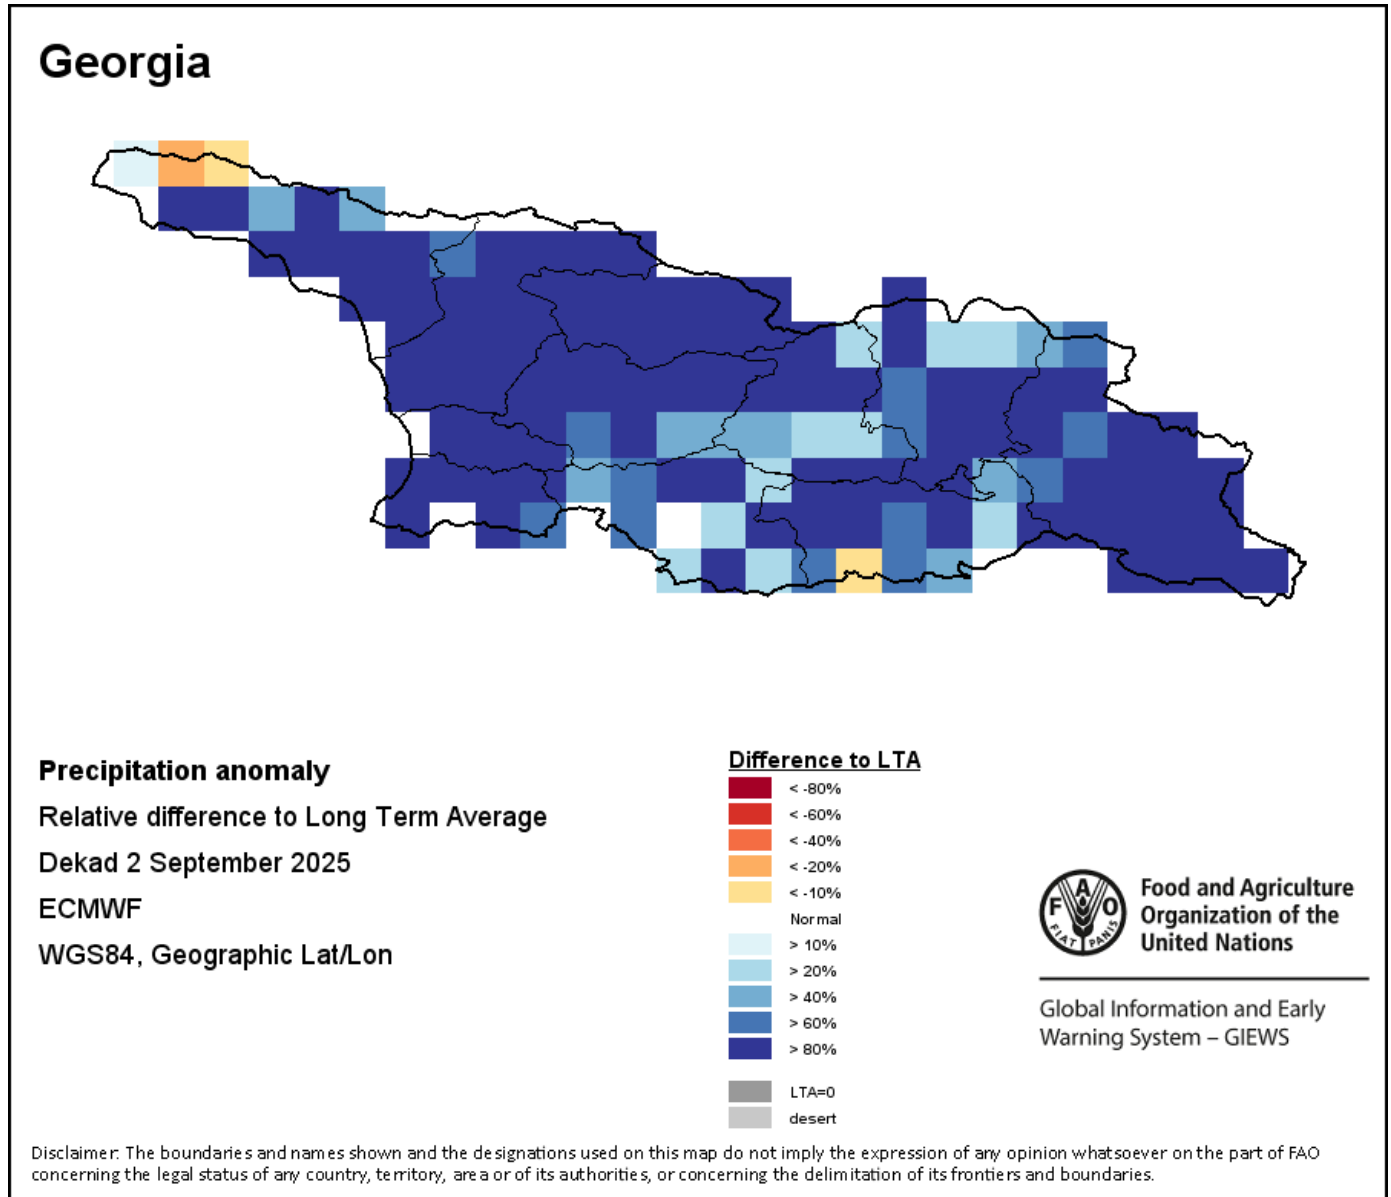 Georgia
Precipitation anomaly
Relative difference to Long Term Average
Dekad 2 September 2025
ECMWF
WGS84, Geographic Lat/Lon
Difference to LTA
< -80%
< -60%
< -40%
< -20%
< -10%
Normal
> 10%
> 20%
> 40%
> 60%
> 80%
LTA=0
desert
F A O
FIAT PANIS
Food and Agriculture
Organization of the
United Nations
Global Information and Early
Warning System – GIEWS
Disclaimer: The boundaries and names shown and the designations used on this map do not imply the expression of any opinion whatsoever on the part of FAO
concerning the legal status of any country, territory, area or of its authorities, or concerning the delimitation of its frontiers and boundaries.